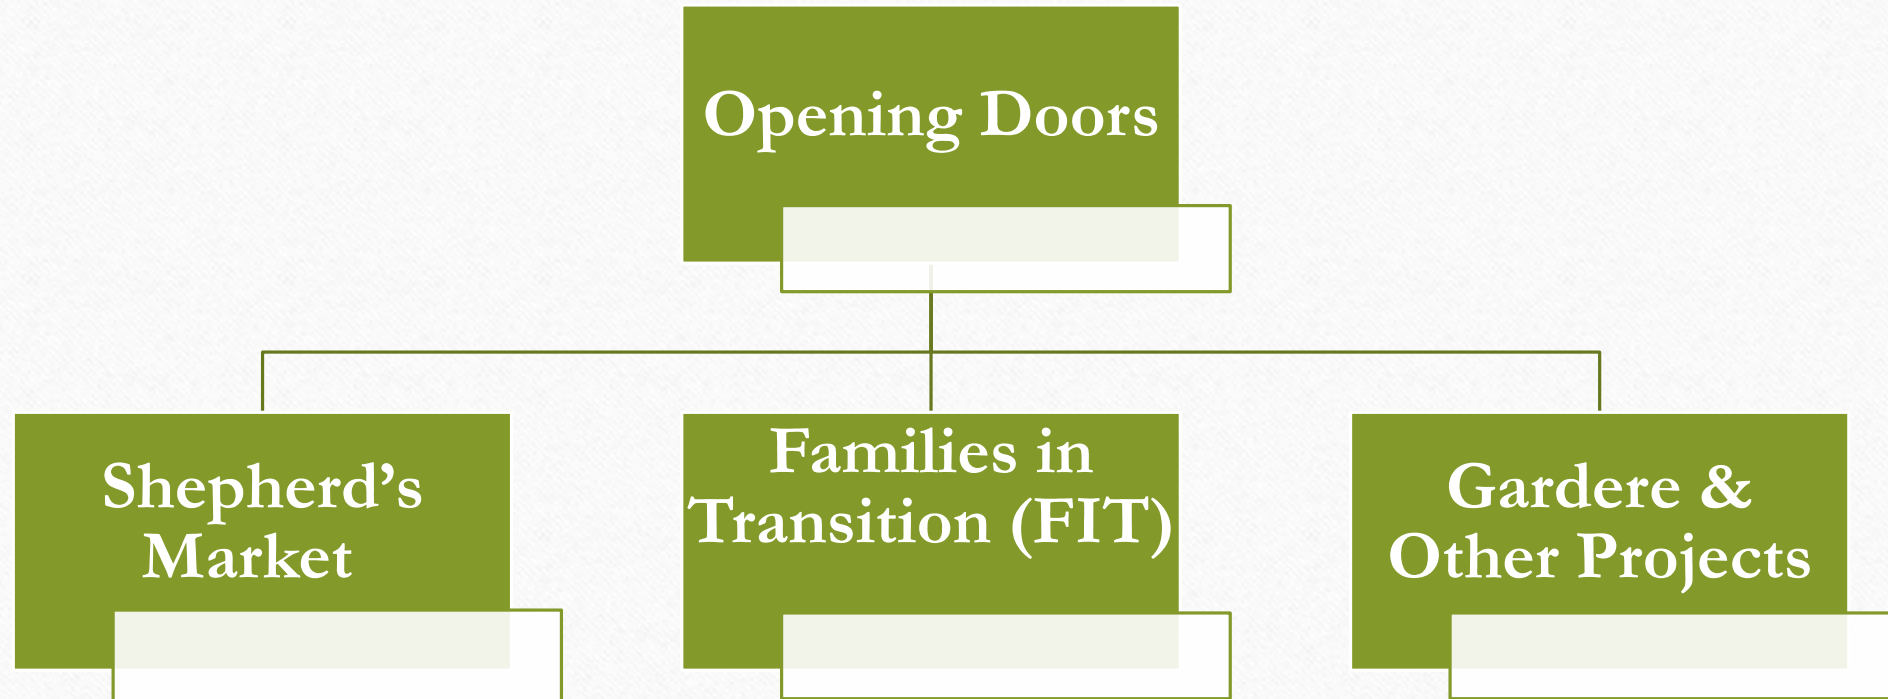 Opening Doors
Shepherd’s
Market
Families in
Transition (FIT)
Gardere &
Other Projects